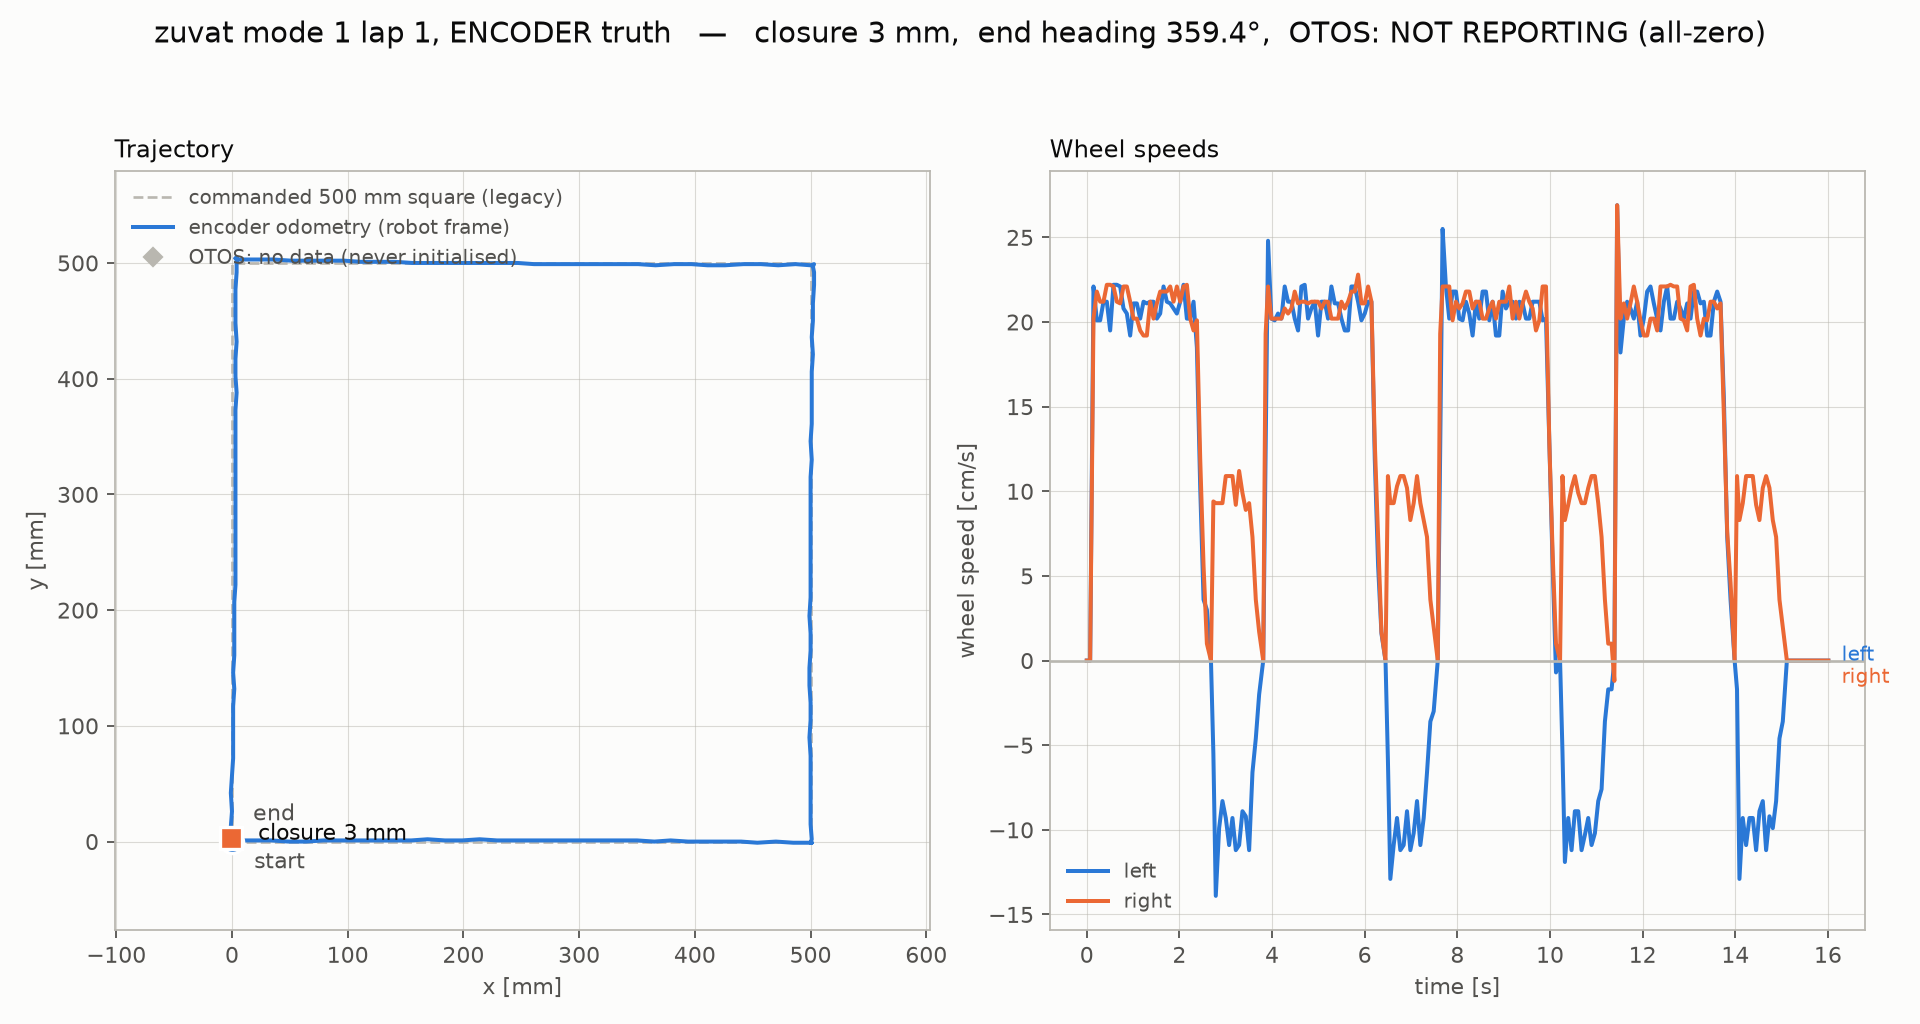 zuvat mode 1 lap 1, ENCODER truth — closure 3 mm, end heading 359.4°, OTOS: NOT REPORTING (all-zero)
Trajectory
commanded 500 mm square (legacy)
encoder odometry (robot frame)
OTOS: no data (never initialised)
500
400
300
200
100
0
y [mm]
end
closure 3 mm
start
−100
0
100
200
300
400
500
600
x [mm]
Wheel speeds
25
20
15
10
5
0
−5
−10
−15
wheel speed [cm/s]
left
right
left
right
0
2
4
6
8
10
12
14
16
time [s]